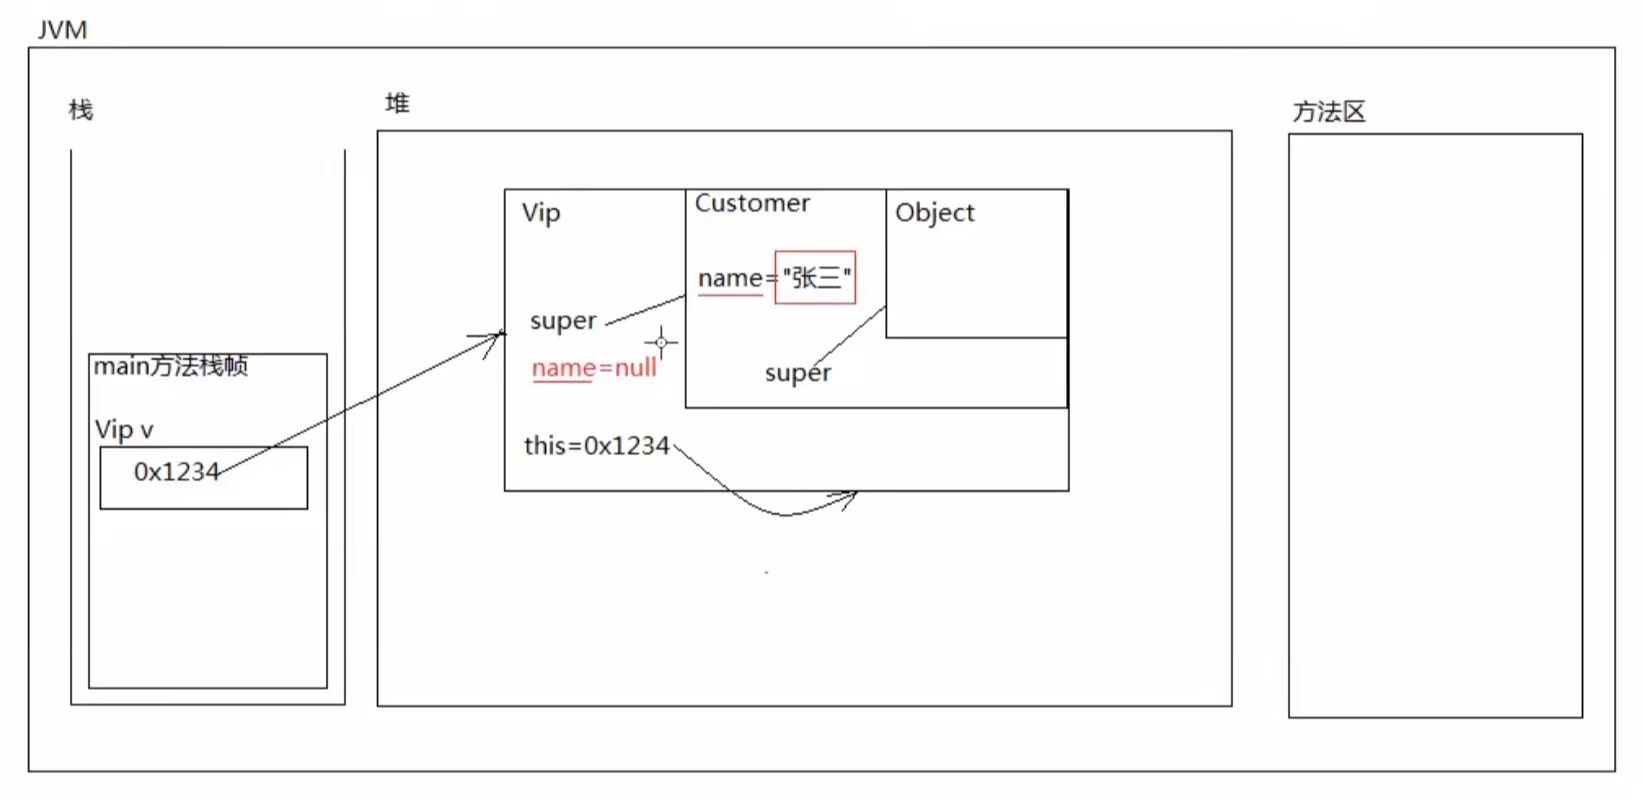 JVM
栈
堆
方法区
Vip
Customer
Object
name="张三"
super
name=null
super
this=0x1234
main方法栈帧
Vip v
0x1234